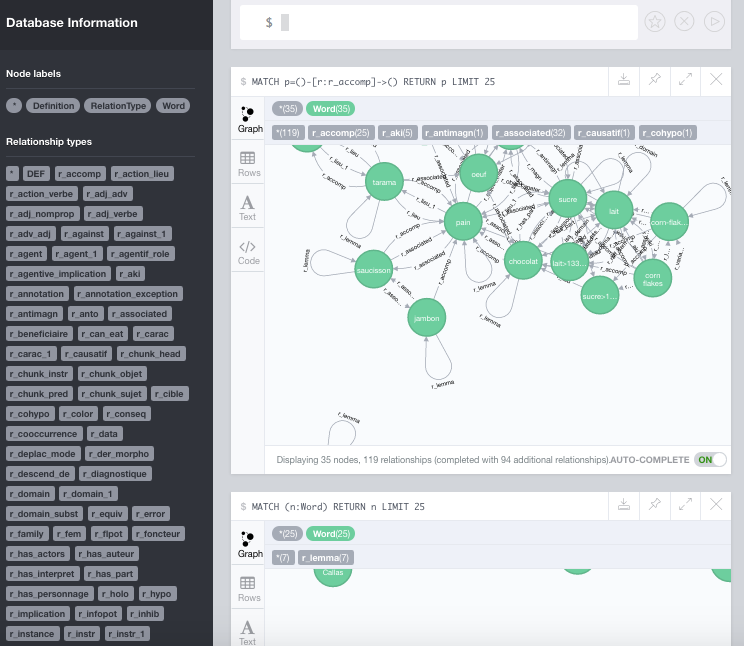 Database Information
Node labels
* Definition RelationType Word
Relationship types
* DEF r_accomp r_action_lieu
r_action_verbe r_adj_adv
r_adj_nomprop r_adj_verbe
r_adv_adj r_against r_against_1
r_agent r_agent_1 r_agentif_role
r_agentive_implication r_aki
r_annotation r_annotation_exception
r_antimagn r_anto r_associated
r_beneficiaire r_can_eat r_carac
r_carac_1 r_causatif r_chunk_head
r_chunk_instr r_chunk_objet
r_chunk_pred r_chunk_sujet r_cible
r_cohypo r_color r_conseq
r_cooccurrence r_data
r_deplac_mode r_der_morpho
r_descend_de r_diagnostique
r_domain r_domain_1
r_domain_subst r_equiv r_error
r_family r_fem r_flpot r_foncteur
r_has_actors r_has_auteur
r_has_interpret r_has_part
r_has_personnage r_holo r_hypo
r_implication r_infopot r_inhib
r_instance r_instr r_instr_1
$
$ MATCH p=()-[r:r_accomp]->() RETURN p LIMIT 25
Graph
Rows
Text
Code
*(35) Word(35)
*(119) r_accomp(25) r_aki(5) r_antimagn(1) r_associated(32) r_causatif(1) r_cohypo(1)
tarama
oeuf
sucre
lait
corn-flak...
pain
saucisson
chocolat
lait>133...
corn
flakes
sucre>1...
jambon
r_lieu
r_lieu_1
r_accomp
r_associated
r_lemma
r_lemma
r_lemma
r_lemma
r_domain
Displaying 35 nodes, 119 relationships (completed with 94 additional relationships). AUTO-COMPLETE ON
$ MATCH (n:Word) RETURN n LIMIT 25
Graph
Rows
Text
*(25) Word(25)
*(7) r_lemma(7)
Callas